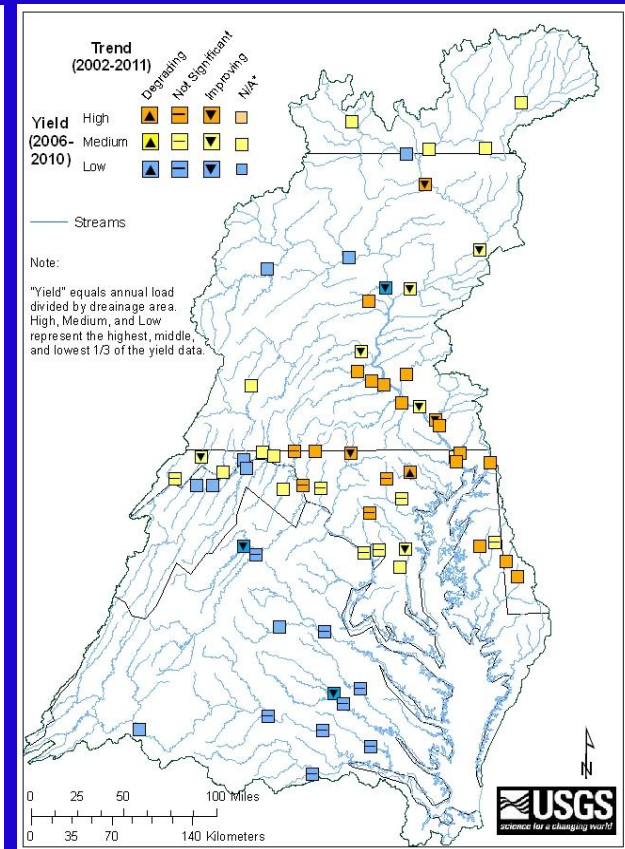 Trend
(2002-2011)
Degrading
Not Significant
Improving
N/A*
Yield
(2006-
2010)
High
Medium
Low
Streams
Note:
"Yield" equals annual load
divided by dreainage area.
High, Medium, and Low
represent the highest, middle,
and lowest 1/3 of the yield data.
0 25 50 100 Miles
0 35 70 140 Kilometers
N
USGS
science for a changing world